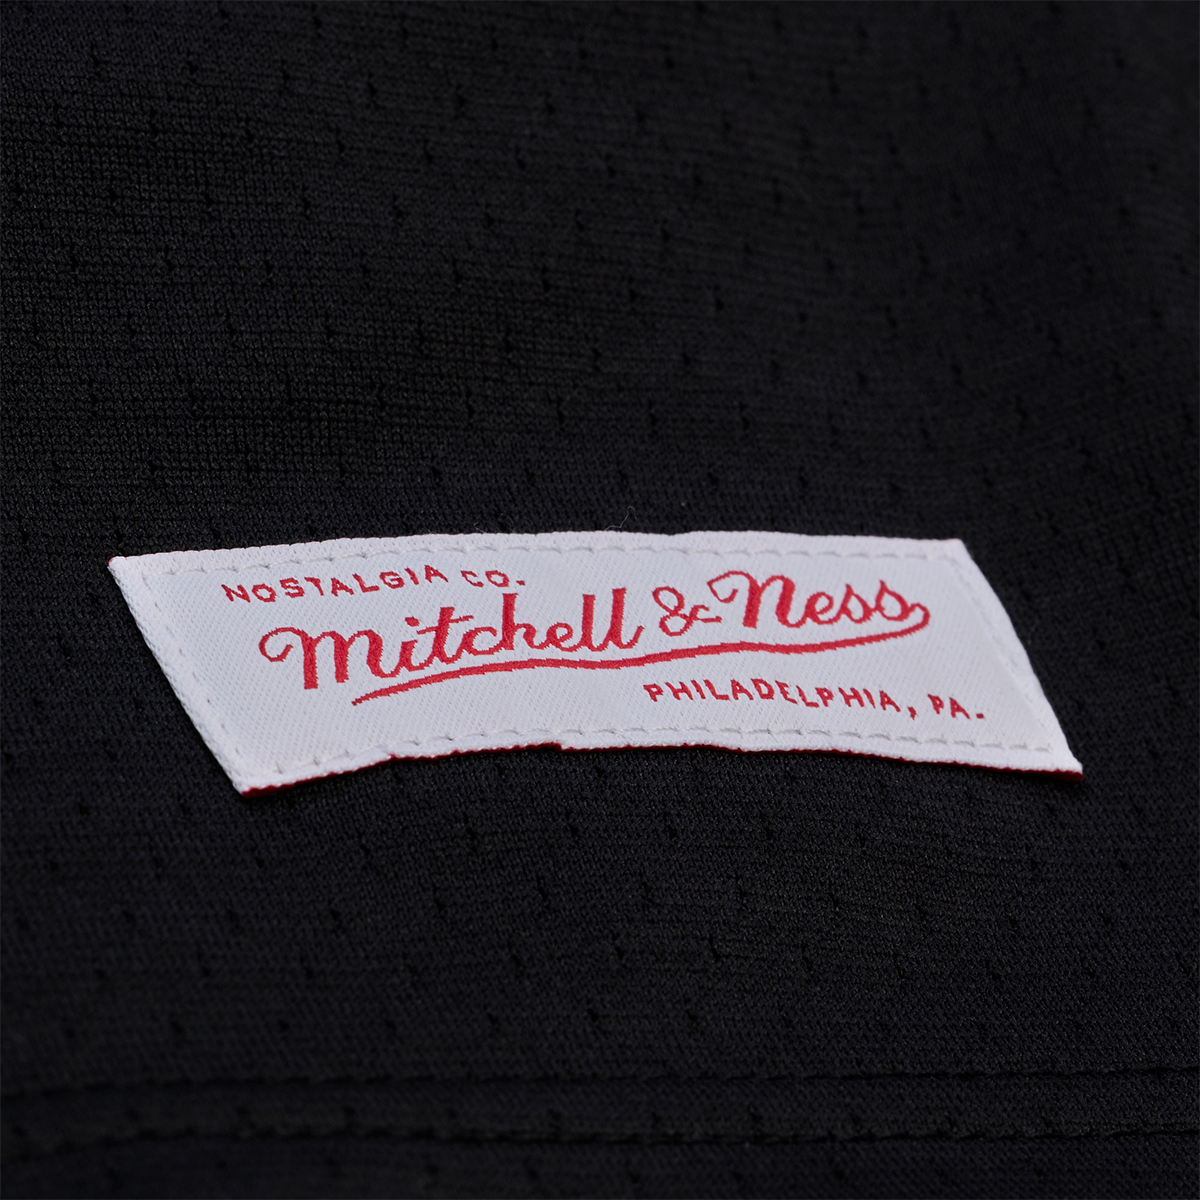 NOSTALGIA CO.
Mitchell & Ness
PHILADELPHIA, PA.